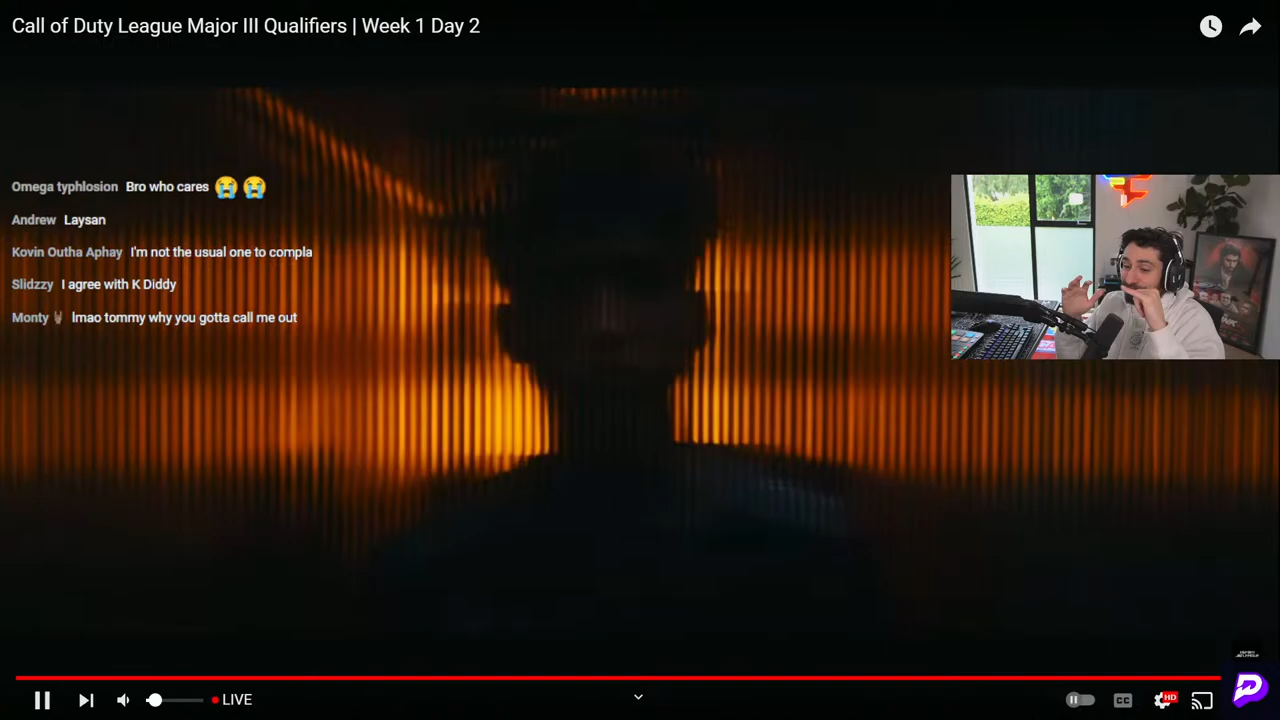 Call of Duty League Major III Qualifiers | Week 1 Day 2
Omega typhlosion Bro who cares 😭😭
Andrew Laysan
Kovin Outha Aphay I'm not the usual one to compla
Slidzzy I agree with K Diddy
Monty🤘🏽 lmao tommy why you gotta call me out
LIVE
CC
HD